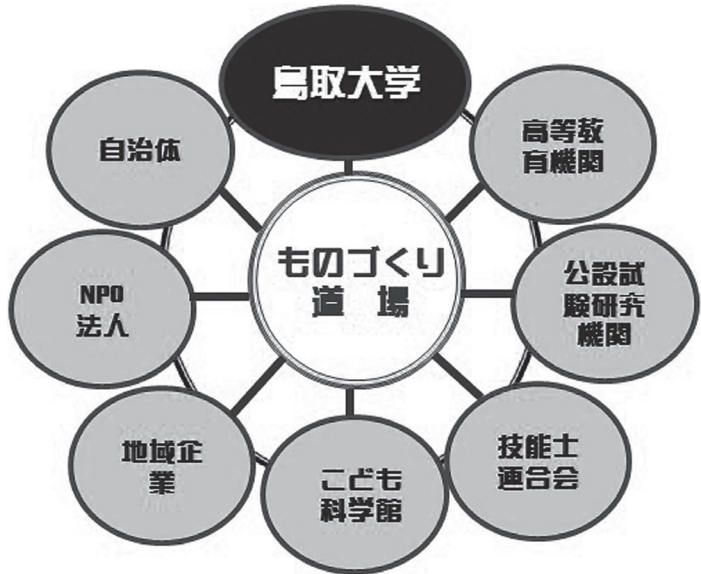 鳥取大学
高等教
育機関
公設試
験研究
機関
技能士
連合会
こども
科学館
地域企
業
NPO
法人
自治体
ものづくり
道 場